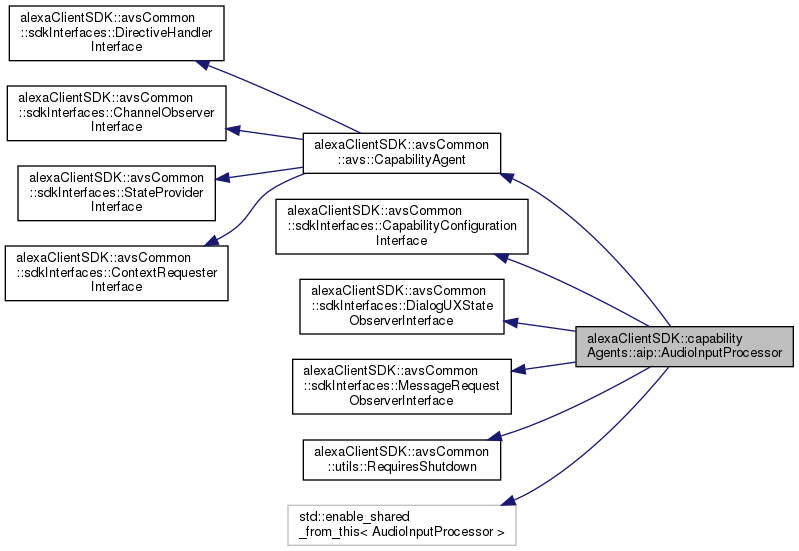 alexaClientSDK::avsCommon
::sdkInterfaces::DirectiveHandler
Interface
alexaClientSDK::avsCommon
::sdkInterfaces::ChannelObserver
Interface
alexaClientSDK::avsCommon
::avs::CapabilityAgent
alexaClientSDK::avsCommon
::sdkInterfaces::StateProvider
Interface
alexaClientSDK::avsCommon
::sdkInterfaces::CapabilityConfiguration
Interface
alexaClientSDK::avsCommon
::sdkInterfaces::ContextRequester
Interface
alexaClientSDK::avsCommon
::sdkInterfaces::DialogUXState
ObserverInterface
alexaClientSDK::capability
Agents::aip::AudioInputProcessor
alexaClientSDK::avsCommon
::sdkInterfaces::MessageRequest
ObserverInterface
alexaClientSDK::avsCommon
::utils::RequiresShutdown
std::enable_shared
_from_this< AudioInputProcessor >